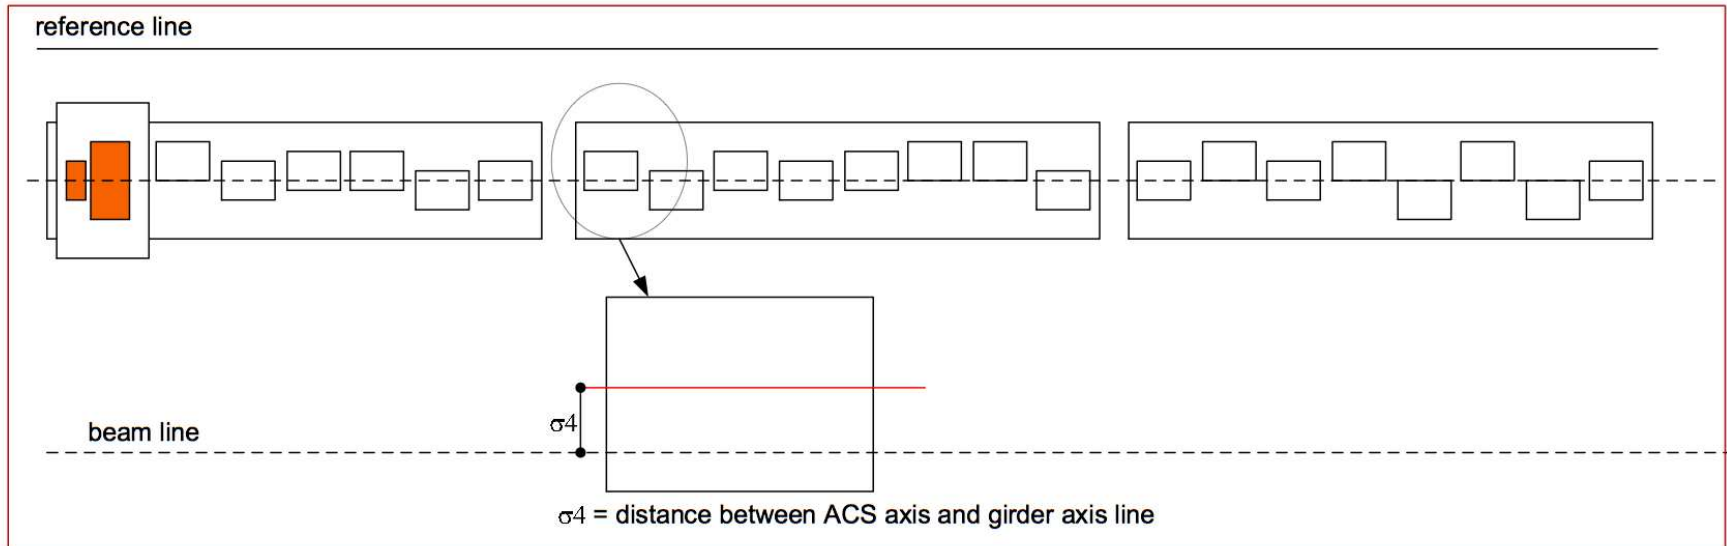 reference line
σ4
beam line
σ4 = distance between ACS axis and girder axis line